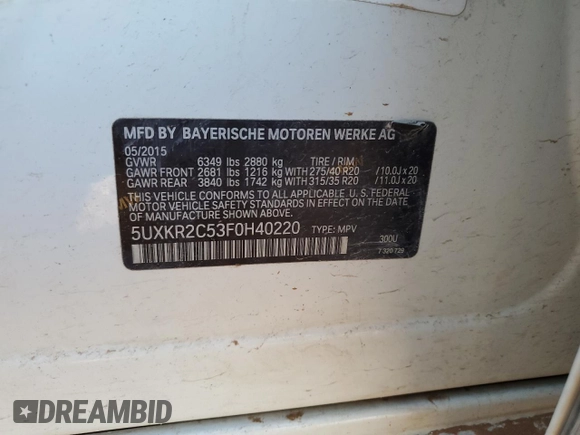 MFD BY BAYERISCHE MOTOREN WERKE AG
05/2015
GVWR 6349 lbs 2880 kg TIRE / RIM
GAWR FRONT 2681 lbs 1216 kg WITH 275/40 R20 / 10.0J x 20
GAWR REAR 3840 lbs 1742 kg WITH 315/35 R20 / 11.0J x 20
THIS VEHICLE CONFORMS TO ALL APPLICABLE U. S. FEDERAL
MOTOR VEHICLE SAFETY STANDARDS IN EFFECT ON THE
DATE OF MANUFACTURE SHOWN ABOVE.
5UXKR2C53F0H40220 TYPE: MPV
300U
DREAMBID